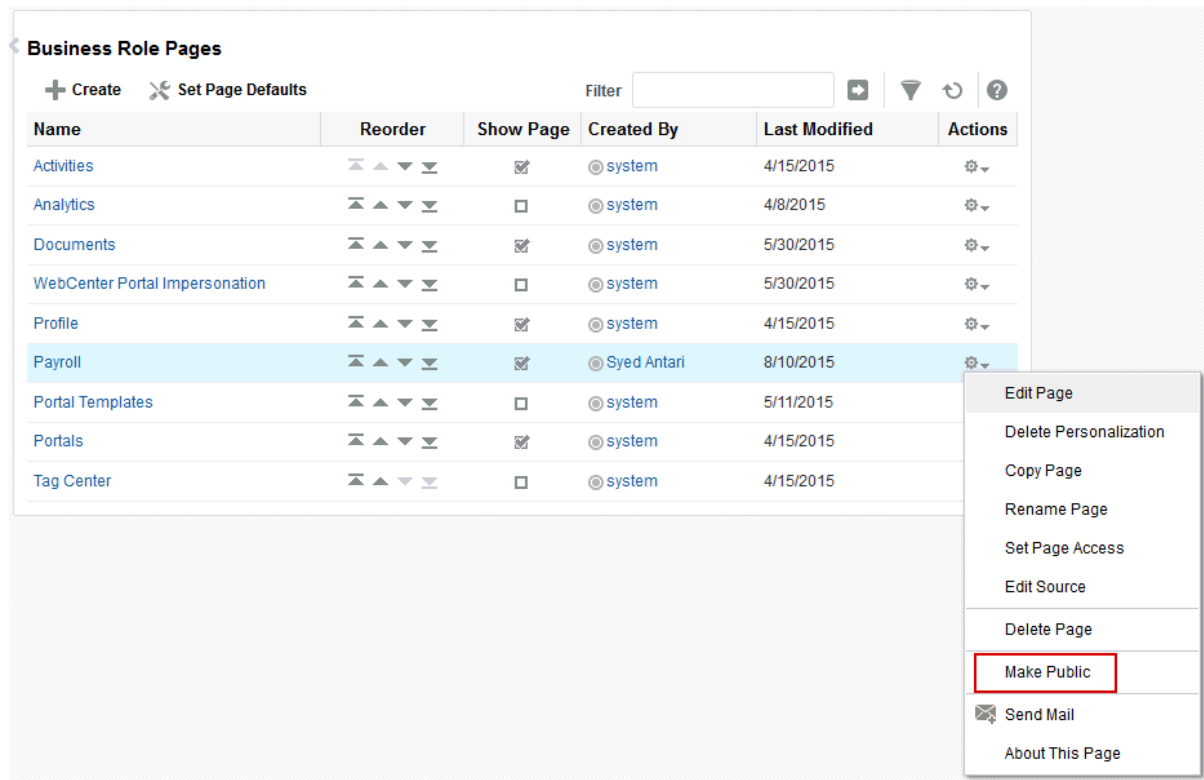 Business Role Pages
Create Set Page Defaults Filter
Name Reorder Show Page Created By Last Modified Actions
Activities system 4/15/2015
Analytics system 4/8/2015
Documents system 5/30/2015
WebCenter Portal Impersonation system 5/30/2015
Profile system 4/15/2015
Payroll Syed Antari 8/10/2015
Portal Templates system 5/11/2015
Portals system 4/15/2015
Tag Center system 4/15/2015
Edit Page
Delete Personalization
Copy Page
Rename Page
Set Page Access
Edit Source
Delete Page
Make Public
Send Mail
About This Page